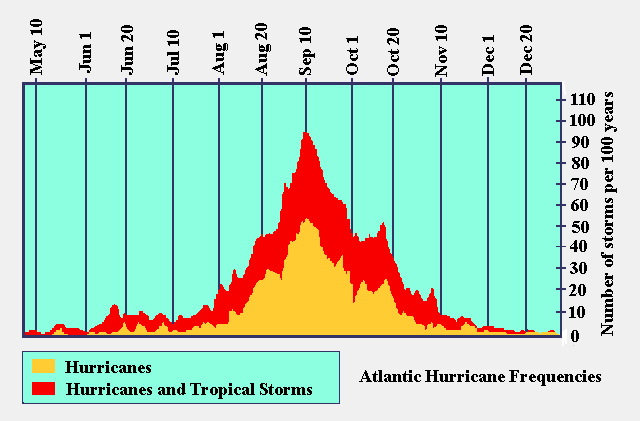 May 10
Jun 1
Jun 20
Jul 10
Aug 1
Aug 20
Sep 10
Oct 1
Oct 20
Nov 10
Dec 1
Dec 20
110
100
90
80
70
60
50
40
30
20
10
0
Number of storms per 100 years
Hurricanes
Hurricanes and Tropical Storms
Atlantic Hurricane Frequencies